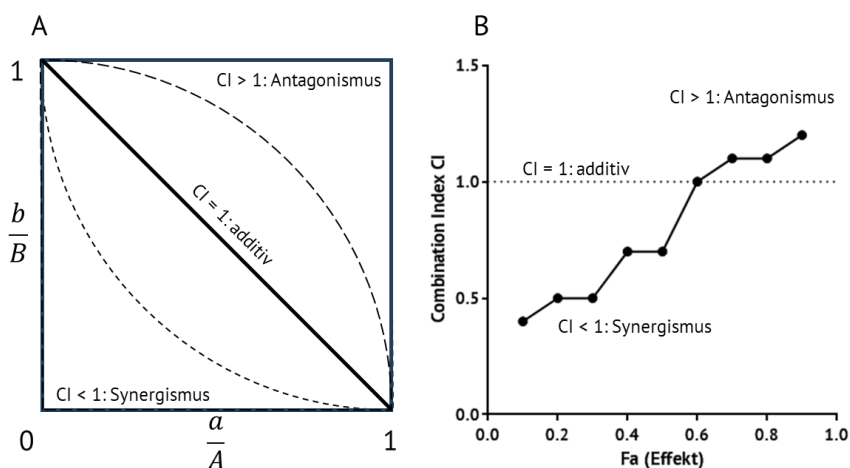 A
1
CI > 1: Antagonismus
CI = 1: additiv
b
B
CI < 1: Synergismus
0
a
A
1
B
1.5
1.0
0.5
0.0
Combination Index CI
CI > 1: Antagonismus
CI = 1: additiv
CI < 1: Synergismus
0.0 0.2 0.4 0.6 0.8 1.0
Fa (Effekt)